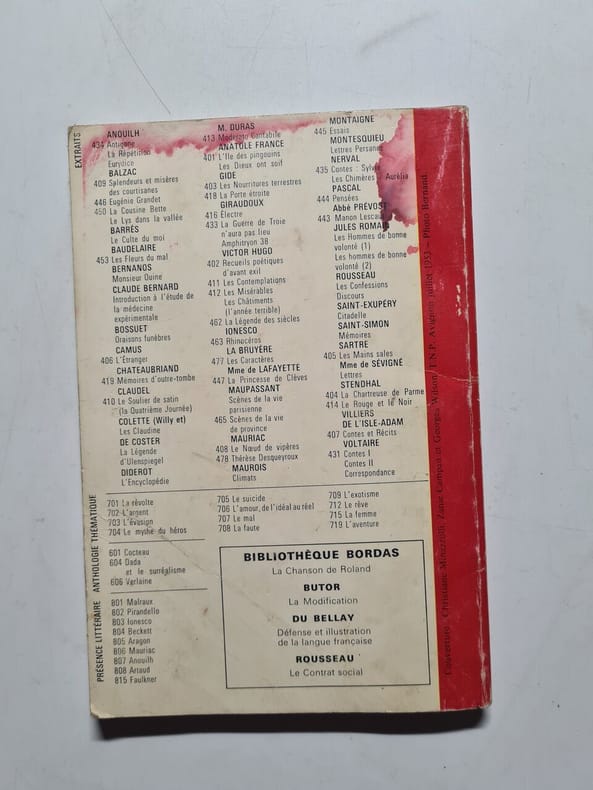 EXTRAITS
ANOUILH
434 Antigone
La Répétition
Eurydice
BALZAC
409 Splendeurs et misères
des courtisanes
446 Eugénie Grandet
450 La Cousine Bette
Le Lys dans la vallée
BARRÈS
Le Culte du moi
BAUDELAIRE
453 Les Fleurs du mal
BERNANOS
Monsieur Ouine
CLAUDE BERNARD
Introduction à l'étude de
la médecine
expérimentale
BOSSUET
Oraisons funèbres
CAMUS
406 L'Étranger
CHATEAUBRIAND
419 Mémoires d'outre-tombe
CLAUDEL
410 Le Soulier de satin
(la Quatrième Journée)
COLETTE (Willy et)
Les Claudine
DE COSTER
La Légende
d'Ulenspiegel
DIDEROT
L'Encyclopédie
M. DURAS
413 Moderato Cantabile
ANATOLE FRANCE
401 L'Ile des pingouins
Les Dieux ont soif
GIDE
403 Les Nourritures terrestres
418 La Porte étroite
GIRAUDOUX
416 Électre
433 La Guerre de Troie
n'aura pas lieu
Amphitryon 38
VICTOR HUGO
402 Recueils poétiques
d'avant exil
411 Les Contemplations
412 Les Misérables
Les Châtiments
(l'année terrible)
462 La Légende des siècles
IONESCO
463 Rhinocéros
LA BRUYÈRE
477 Les Caractères
Mme de LAFAYETTE
447 La Princesse de Clèves
MAUPASSANT
Scènes de la vie
parisienne
465 Scènes de la vie
de province
MAURIAC
408 Le Nœud de vipères
478 Thérèse Desqueyroux
MAUROIS
Climats
MONTAIGNE
445 Essais
MONTESQUIEU
Lettres Persanes
NERVAL
435 Contes : Sylvie
Les Chimères Aurélia
PASCAL
444 Pensées
Abbé PRÉVOST
443 Manon Lescaut
JULES ROMAINS
Les Hommes de bonne
volonté (1)
Les hommes de bonne
volonté (2)
ROUSSEAU
Les Confessions
Discours
SAINT-EXUPÉRY
Citadelle
SAINT-SIMON
Mémoires
SARTRE
405 Les Mains sales
Mme de SÉVIGNÉ
Lettres
STENDHAL
404 La Chartreuse de Parme
414 Le Rouge et le Noir
VILLIERS
DE L'ISLE-ADAM
407 Contes et Récits
VOLTAIRE
431 Contes I
Contes II
Correspondance
ANTHOLOGIE THÉMATIQUE
701 La révolte
702 L'argent
703 L'évasion
704 Le mythe du héros
705 Le suicide
706 L'amour, de l'idéal au réel
707 Le mal
708 La faute
709 L'exotisme
712 Le rêve
715 La femme
719 L'aventure
PRÉSENCE LITTÉRAIRE
601 Cocteau
604 Dada
et le surréalisme
606 Verlaine
801 Malraux
802 Pirandello
803 Ionesco
804 Beckett
805 Aragon
806 Mauriac
807 Anouilh
808 Artaud
815 Faulkner
BIBLIOTHÈQUE BORDAS
La Chanson de Roland
BUTOR
La Modification
DU BELLAY
Défense et illustration
de la langue française
ROUSSEAU
Le Contrat social
Couverture : Christiane Minazzoli, Zanie Campan et Georges Wilson, T.N.P. Avignon juillet 1953 - Photo Bernand